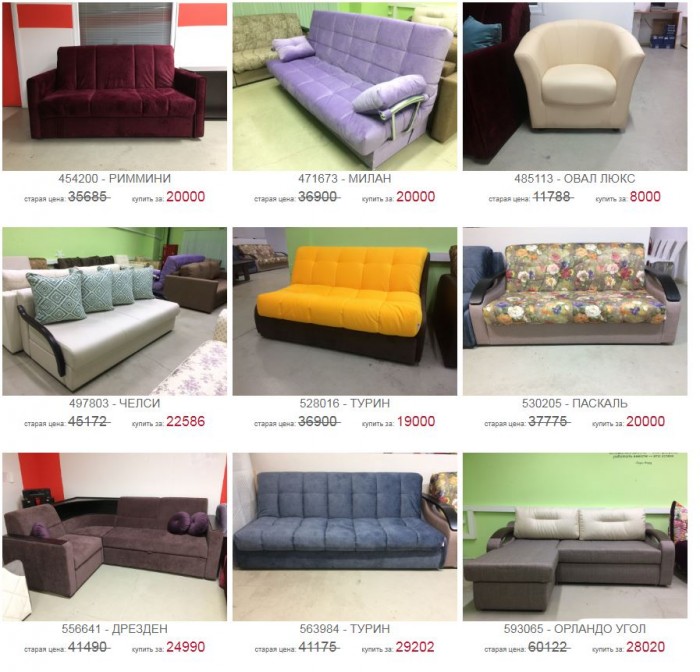 454200 - РИММИНИ
старая цена: 35685 купить за: 20000
471673 - МИЛАН
старая цена: 36900 купить за: 20000
485113 - ОВАЛ ЛЮКС
старая цена: 11788 купить за: 8000
497803 - ЧЕЛСИ
старая цена: 45172 купить за: 22586
528016 - ТУРИН
старая цена: 36900 купить за: 19000
530205 - ПАСКАЛЬ
старая цена: 37775 купить за: 20000
556641 - ДРЕЗДЕН
старая цена: 41490 купить за: 24990
563984 - ТУРИН
старая цена: 41175 купить за: 29202
593065 - ОРЛАНДО УГОЛ
старая цена: 60122 купить за: 28020